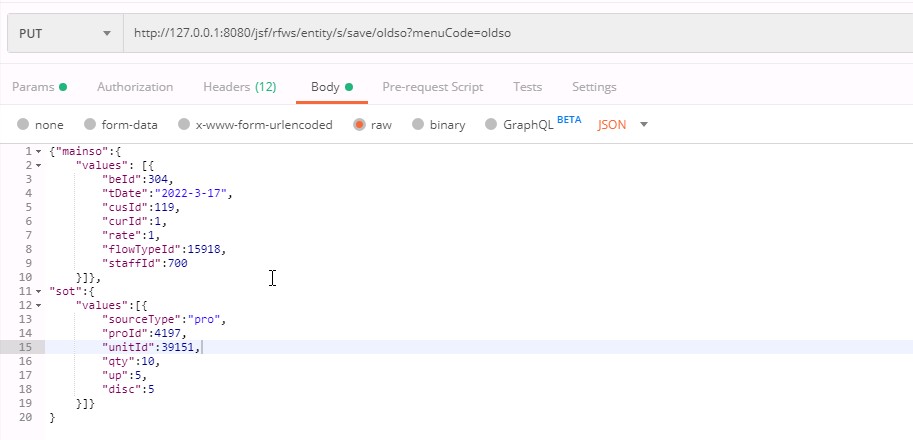 PUT http://127.0.0.1:8080/jsf/rfws/entity/s/save/oldso?menuCode=oldso
Params Authorization Headers (12) Body Pre-request Script Tests Settings
none form-data x-www-form-urlencoded raw binary GraphQL BETA JSON
1 {"mainso":{
2 "values": [{
3 "beId":304,
4 "tDate":"2022-3-17",
5 "cusId":119,
6 "curId":1,
7 "rate":1,
8 "flowTypeId":15918,
9 "staffId":700
10 }]},
11 "sot":{
12 "values":[{
13 "sourceType":"pro",
14 "proId":4197,
15 "unitId":39151,
16 "qty":10,
17 "up":5,
18 "disc":5
19 }]}
20 }